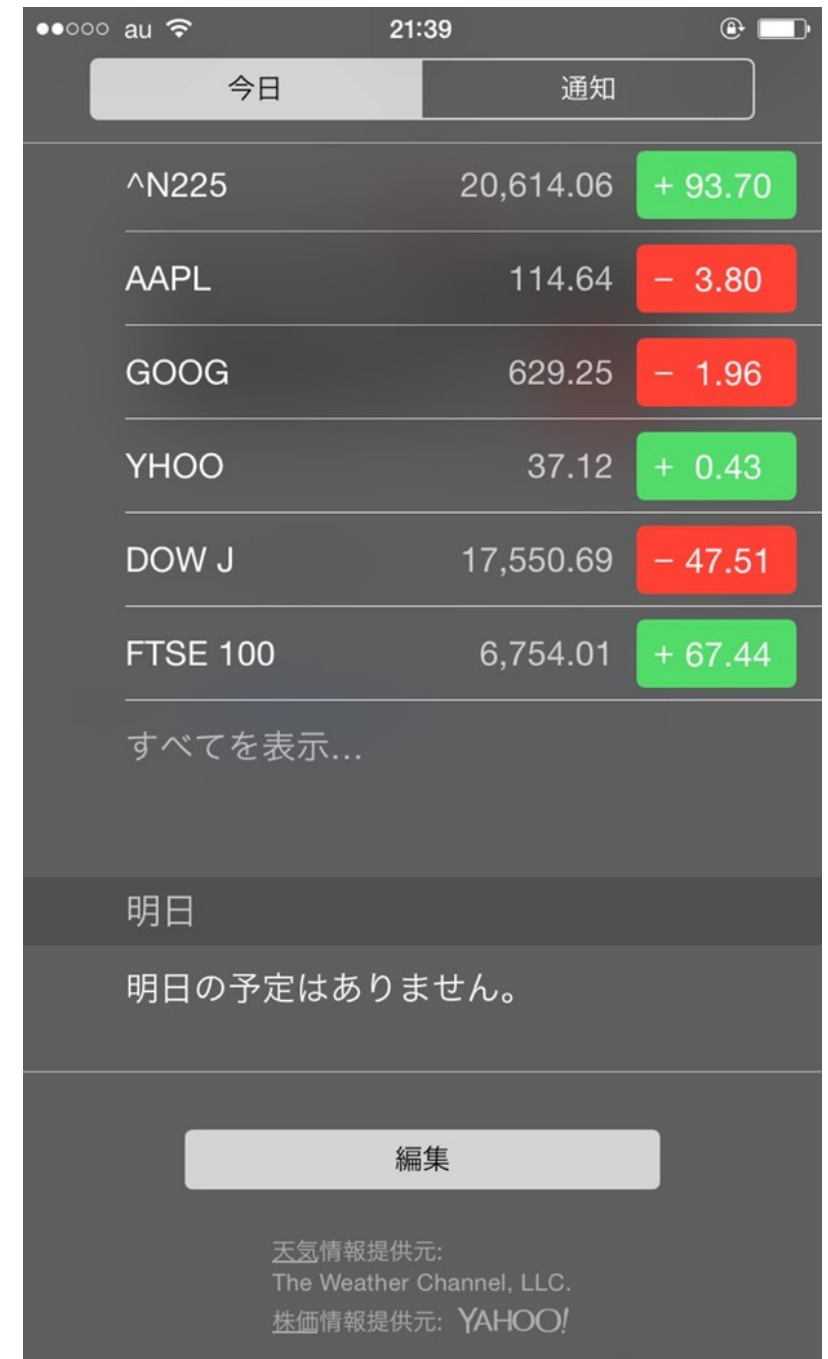 au 21:39
今日 通知
^N225 20,614.06 + 93.70
AAPL 114.64 − 3.80
GOOG 629.25 − 1.96
YHOO 37.12 + 0.43
DOW J 17,550.69 − 47.51
FTSE 100 6,754.01 + 67.44
すべてを表示...
明日
明日の予定はありません。
編集
天気情報提供元:
The Weather Channel, LLC.
株価情報提供元: YAHOO!